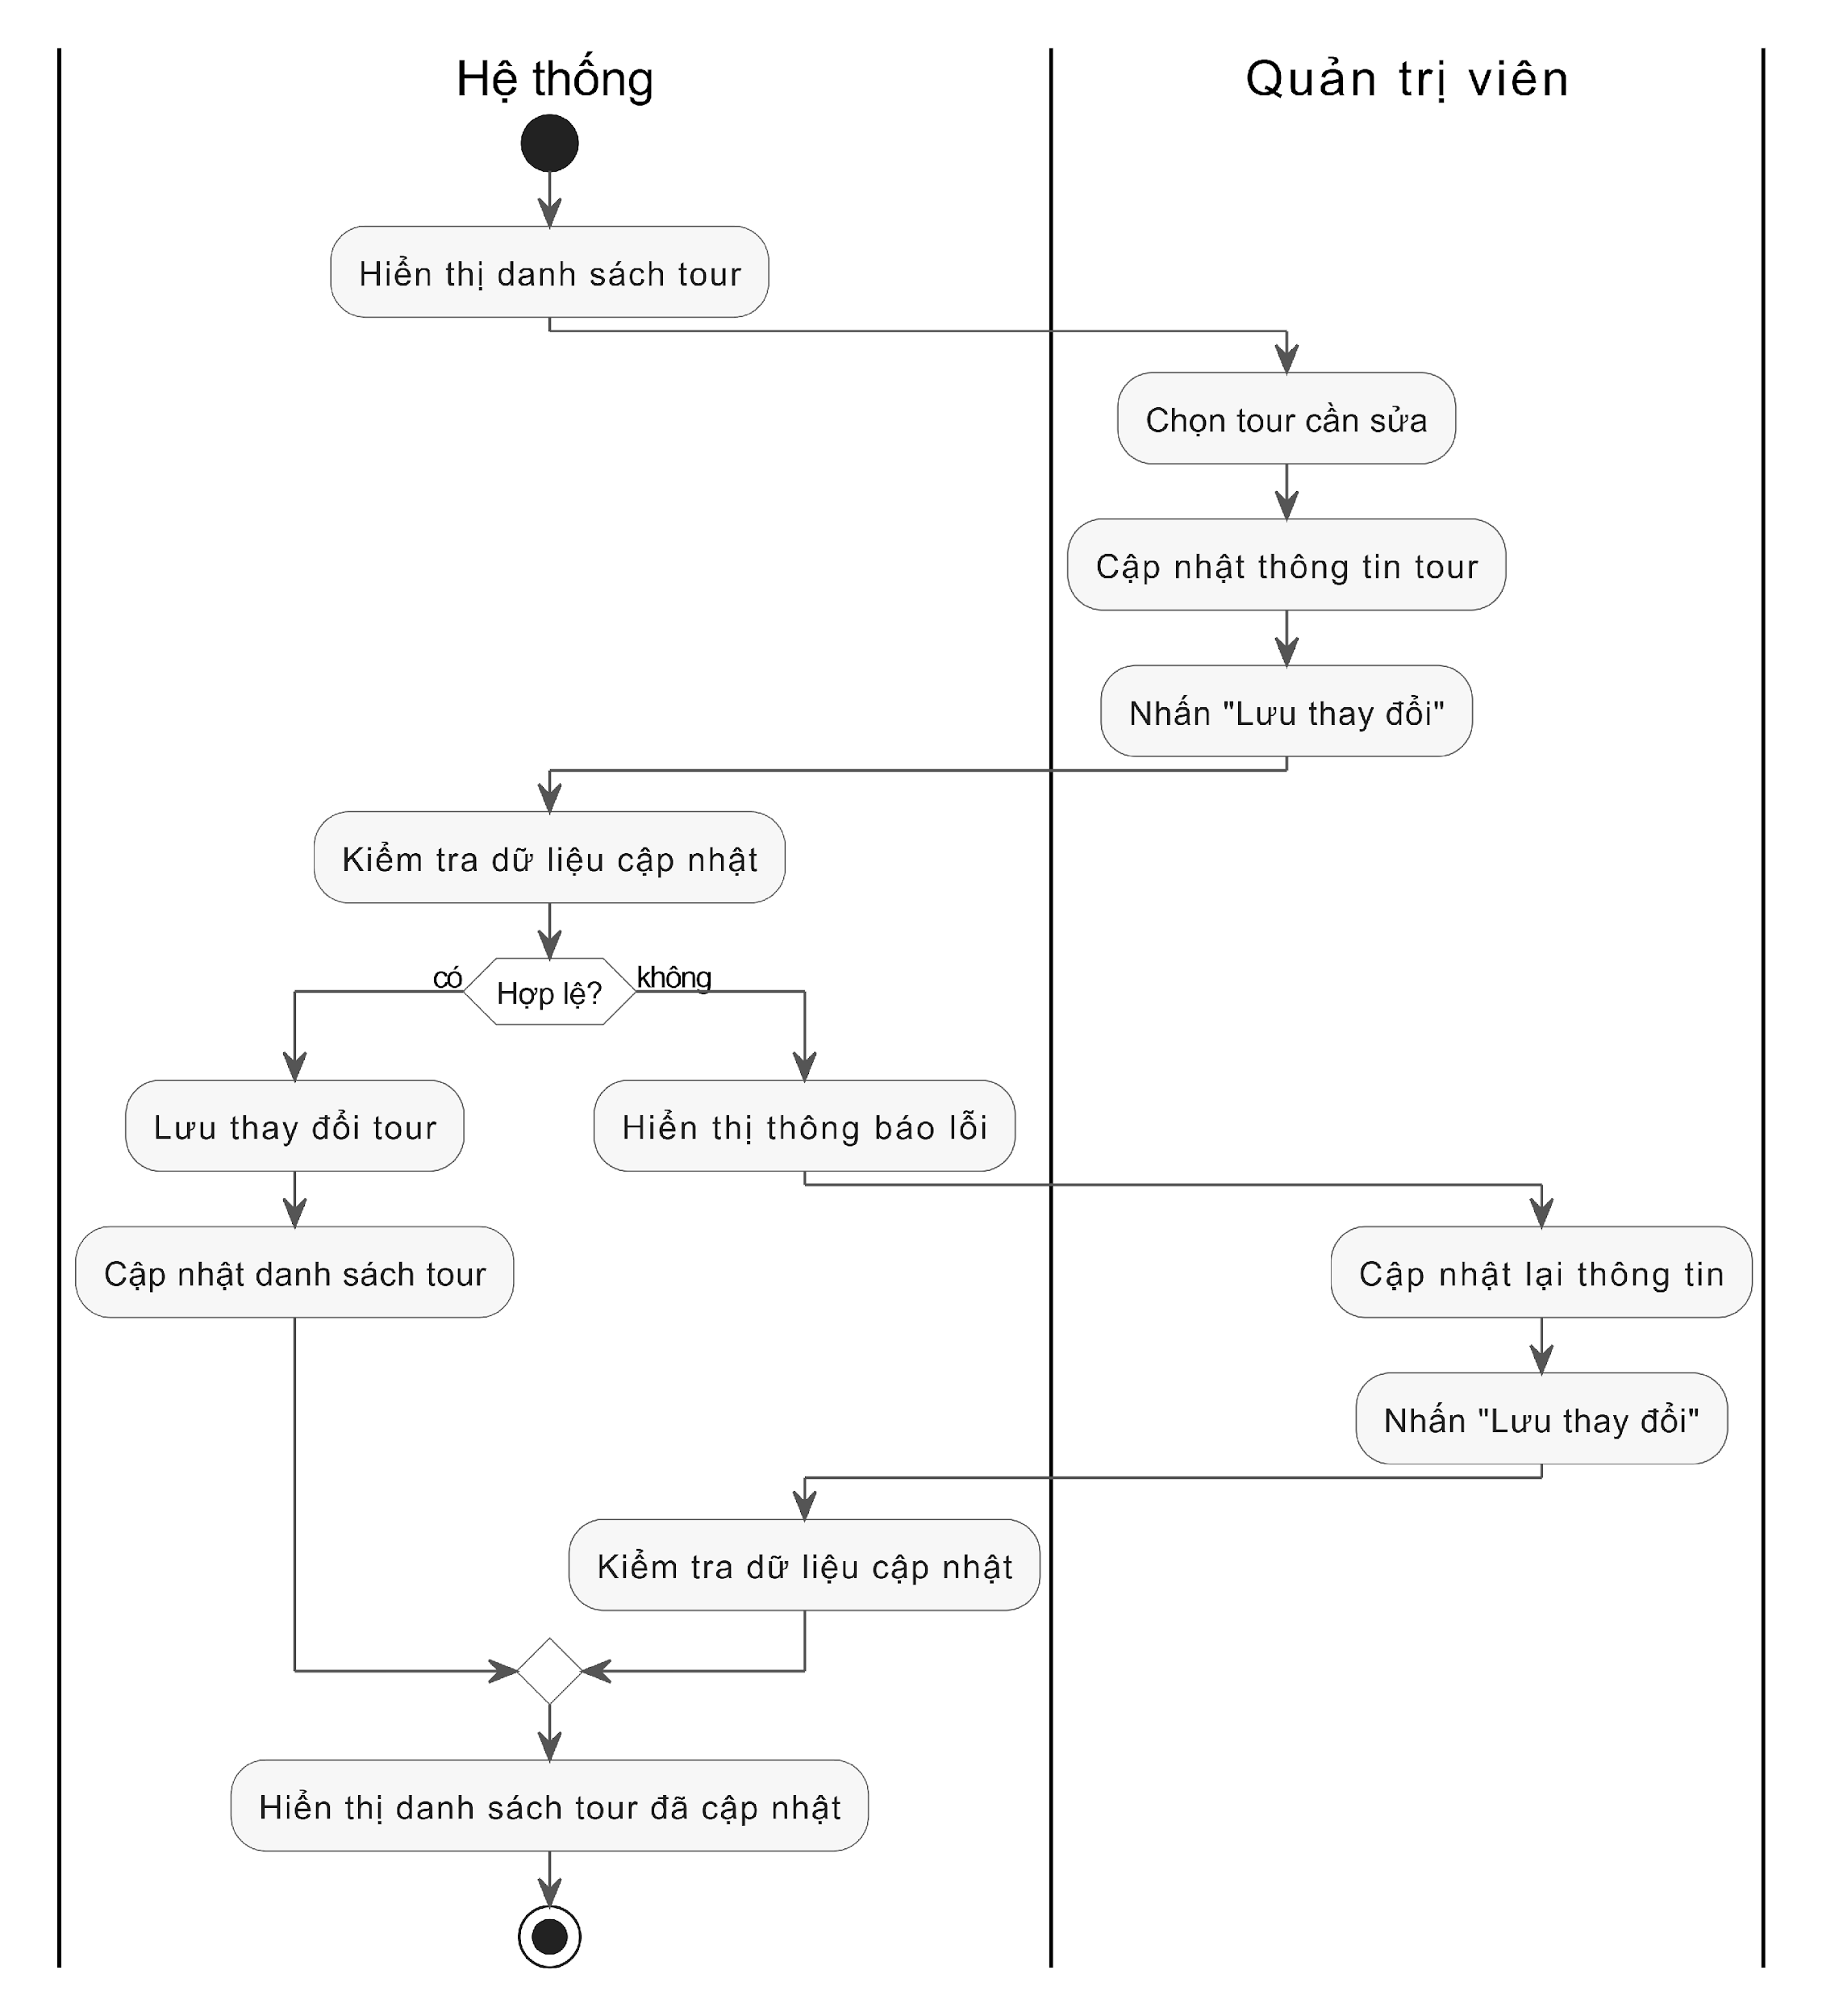 Hệ thống
Quản trị viên
Hiển thị danh sách tour
Chọn tour cần sửa
Cập nhật thông tin tour
Nhấn "Lưu thay đổi"
Kiểm tra dữ liệu cập nhật
có
Hợp lệ?
không
Lưu thay đổi tour
Hiển thị thông báo lỗi
Cập nhật danh sách tour
Cập nhật lại thông tin
Nhấn "Lưu thay đổi"
Kiểm tra dữ liệu cập nhật
Hiển thị danh sách tour đã cập nhật